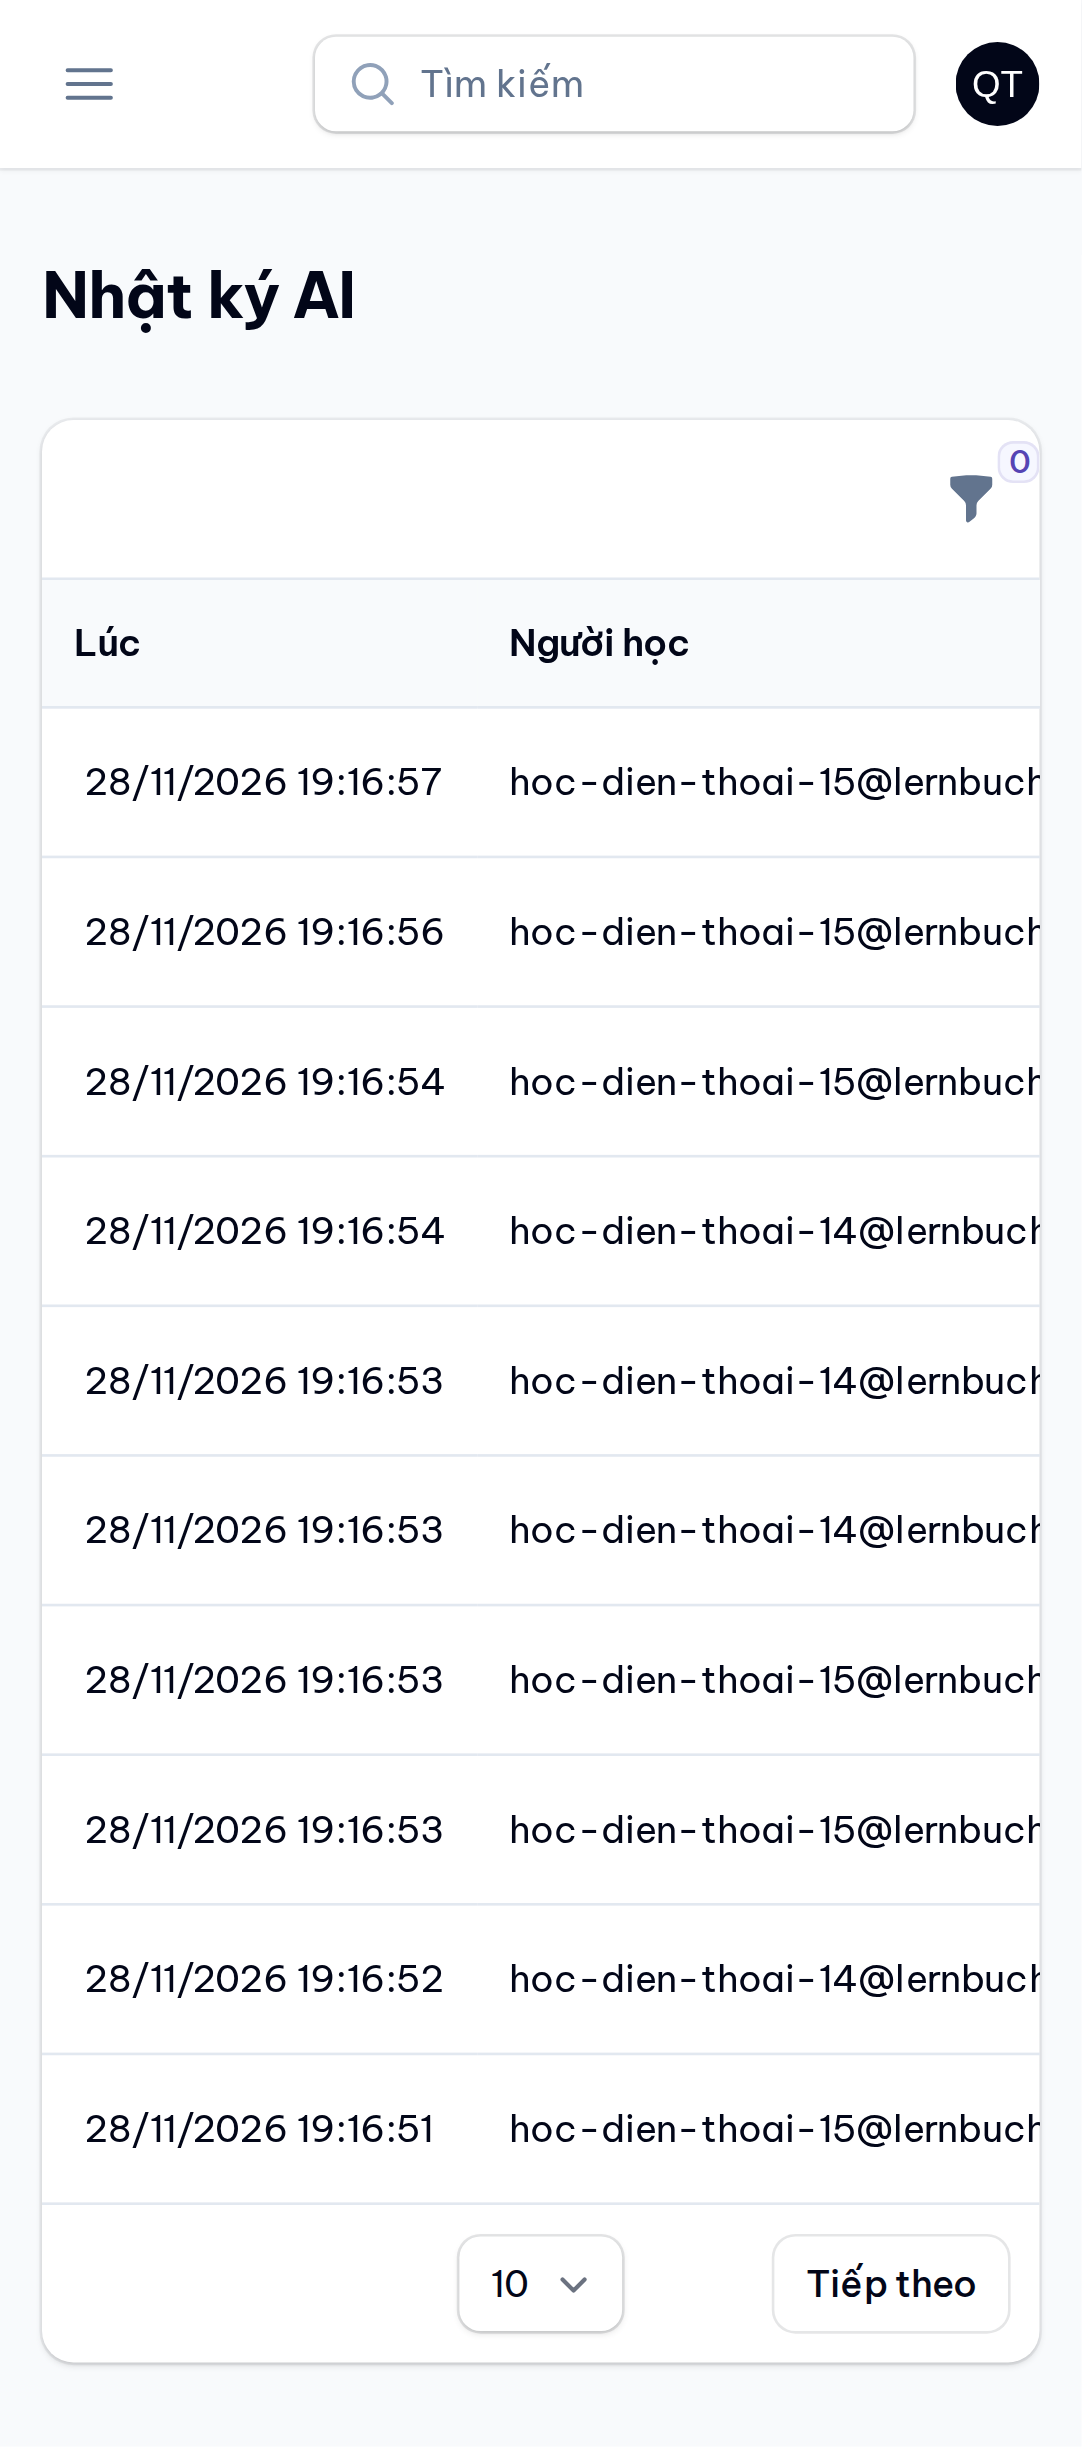 Tìm kiếm
QT
Nhật ký AI
0
Lúc Người học
28/11/2026 19:16:57 hoc-dien-thoai-15@lernbuch
28/11/2026 19:16:56 hoc-dien-thoai-15@lernbuch
28/11/2026 19:16:54 hoc-dien-thoai-15@lernbuch
28/11/2026 19:16:54 hoc-dien-thoai-14@lernbuch
28/11/2026 19:16:53 hoc-dien-thoai-14@lernbuch
28/11/2026 19:16:53 hoc-dien-thoai-14@lernbuch
28/11/2026 19:16:53 hoc-dien-thoai-15@lernbuch
28/11/2026 19:16:53 hoc-dien-thoai-15@lernbuch
28/11/2026 19:16:52 hoc-dien-thoai-14@lernbuch
28/11/2026 19:16:51 hoc-dien-thoai-15@lernbuch
10 Tiếp theo